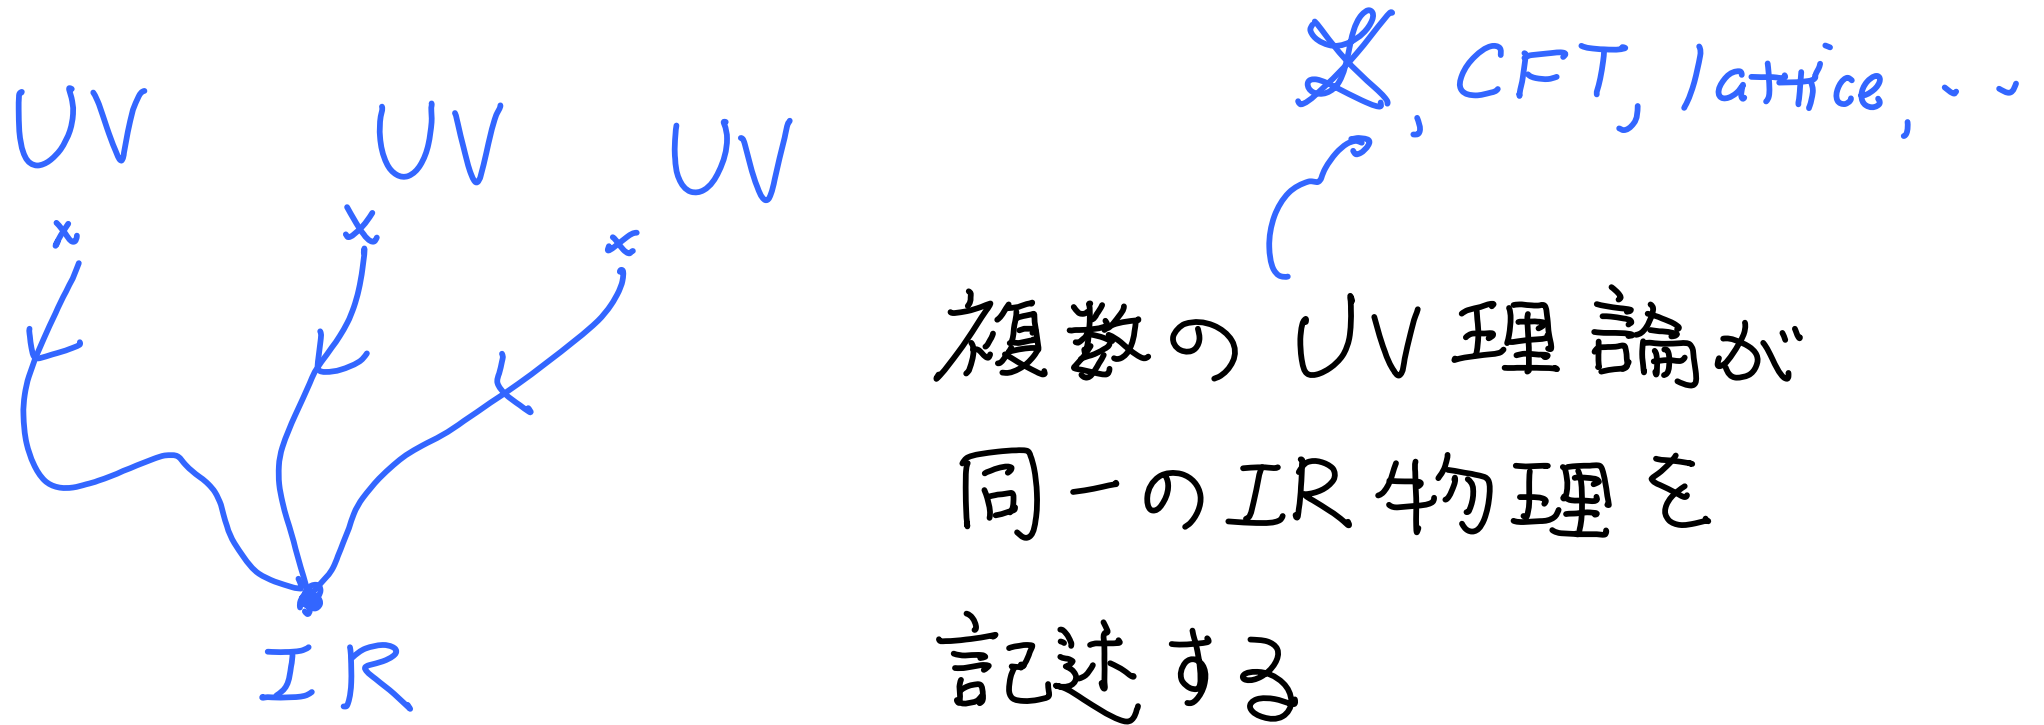 UV UV UV
ℒ, CFT, lattice, ...
複数のUV理論が
同一のIR物理を
記述する
IR